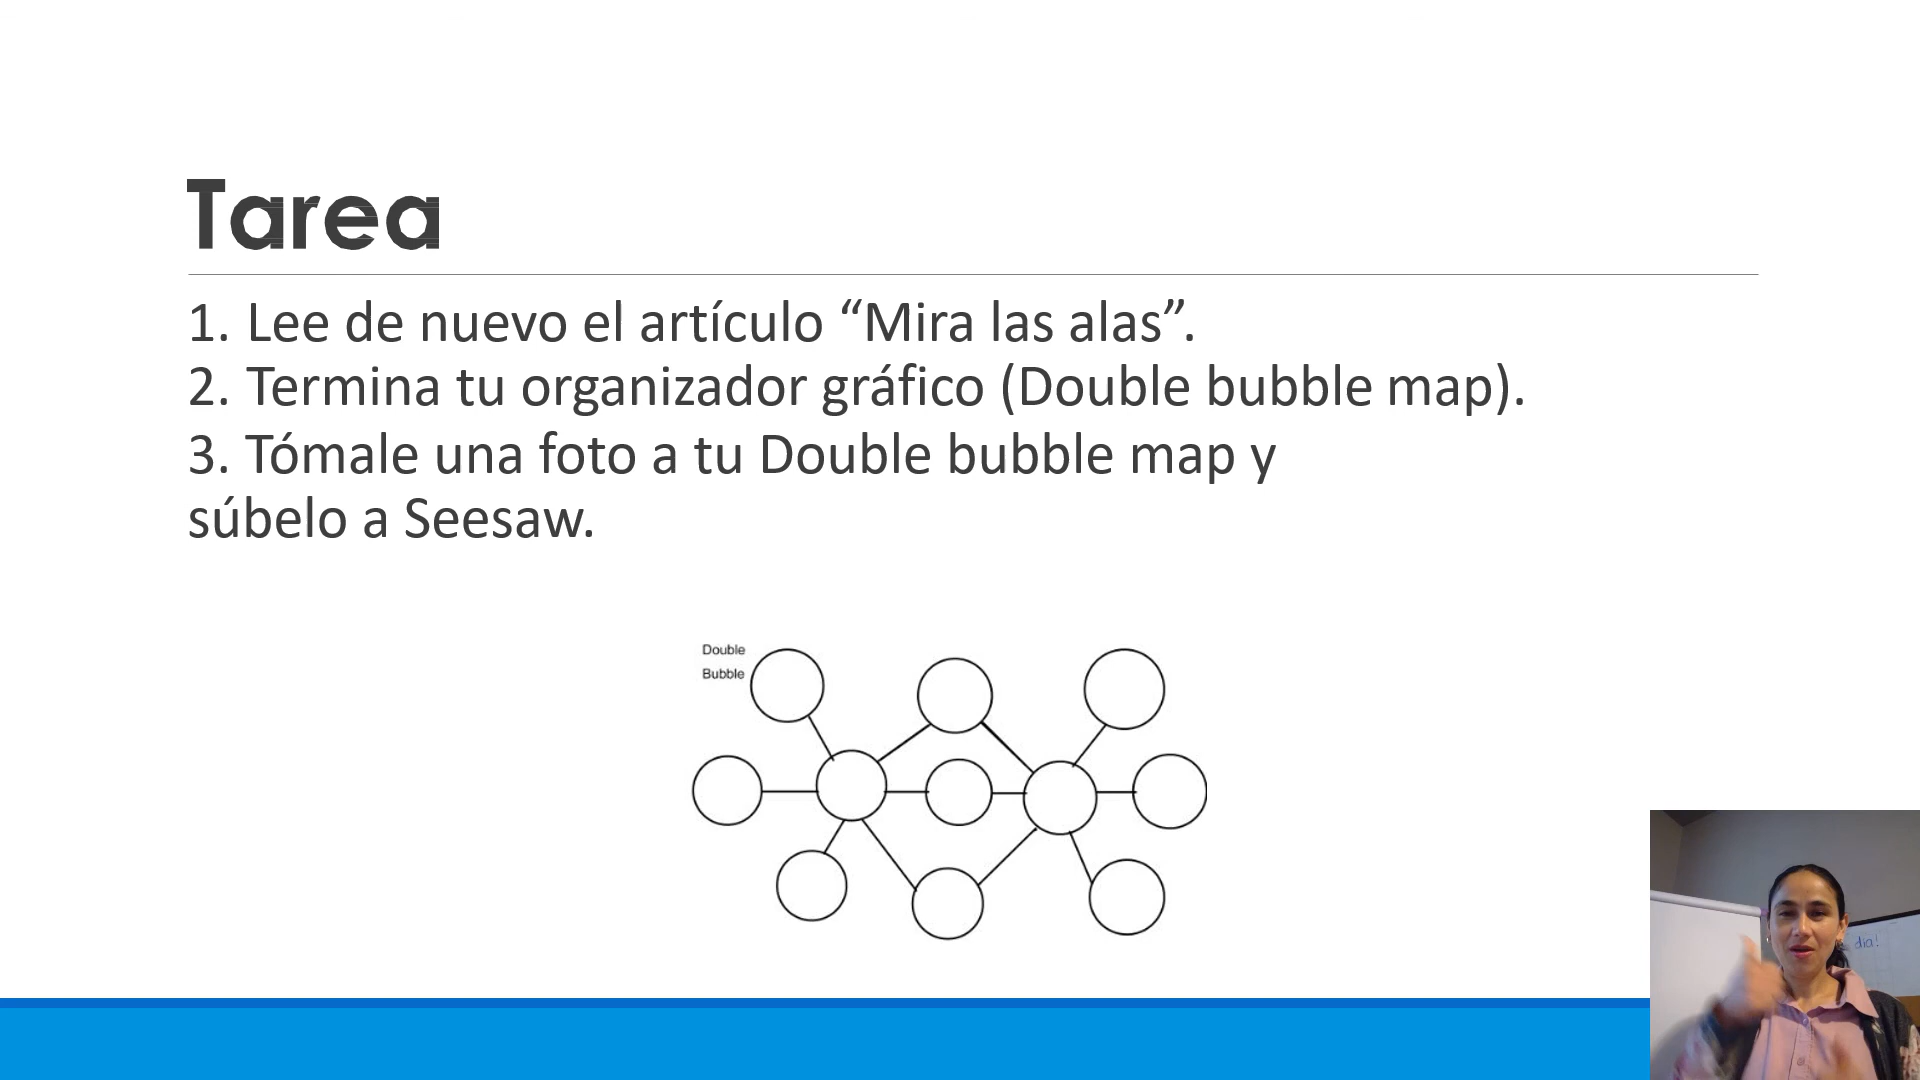 Tarea
1. Lee de nuevo el artículo “Mira las alas”.
2. Termina tu organizador gráfico (Double bubble map).
3. Tómale una foto a tu Double bubble map y
súbelo a Seesaw.
Double
Bubble
dia!